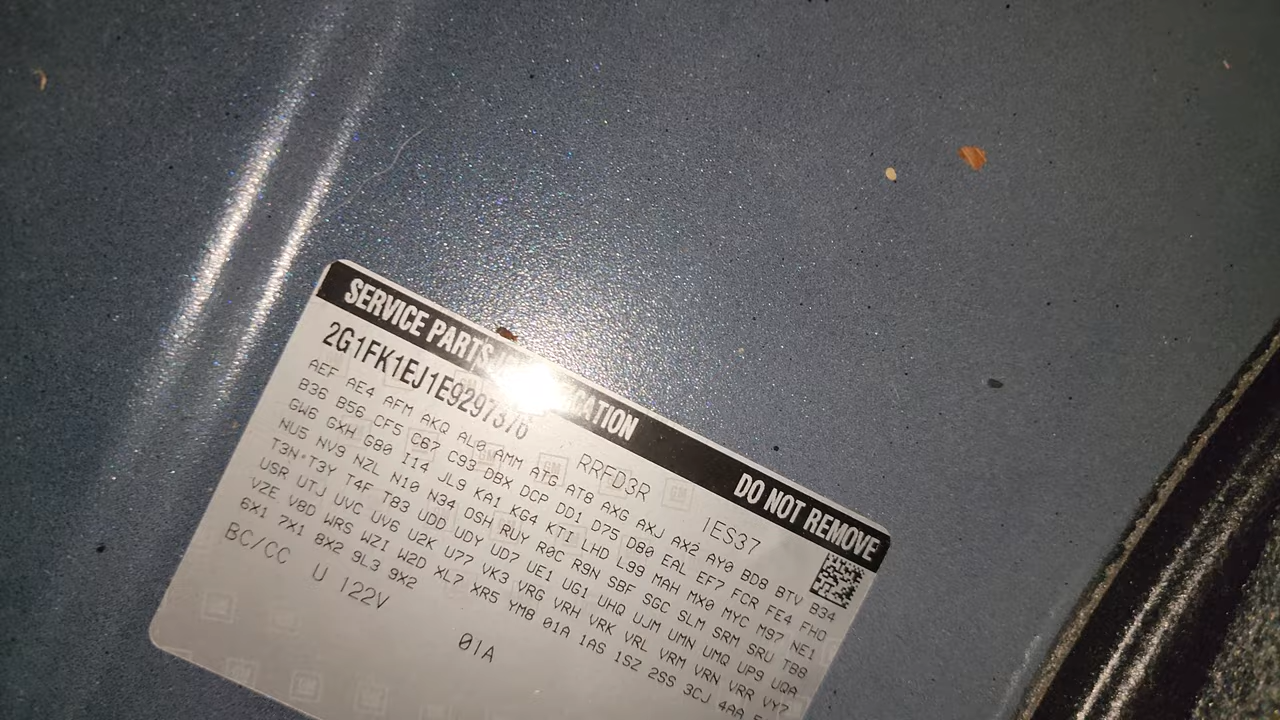 SERVICE PARTS IDENTIFICATION DO NOT REMOVE
2G1FK1EJ1E9297376 RRFD3R 1ES37
AEF AE4 AFM AKQ AL0 AMM ATG AT8 AXG AXJ AX2 AY0 BD8 BTV B34
B36 B56 CF5 C67 C93 DBX DCP DD1 D75 D80 EAL EF7 FCR FE4 FHO
GW6 GXH G80 I14 JL9 KA1 KG4 KTI LHD L99 MAH MX0 MYC M97 NE1
NU5 NV9 NZL N10 N34 OSH RUY R0C R9N SBF SGC SLM SRM SRU TB8
T3N T3Y T4F T83 UDD UDY UD7 UE1 UG1 UHQ UJM UMN UMQ UP9 UQA
USR UTJ UVC UV6 U2K U77 VK3 VRG VRH VRK VRL VRM VRN VRR VY7
VZE V8D WRS WZI W2D XL7 XR5 YM8 01A 1AS 1SZ 2SS 3CJ 4AA
6X1 7X1 8X2 9L3 9X2
BC/CC U 122V 01A